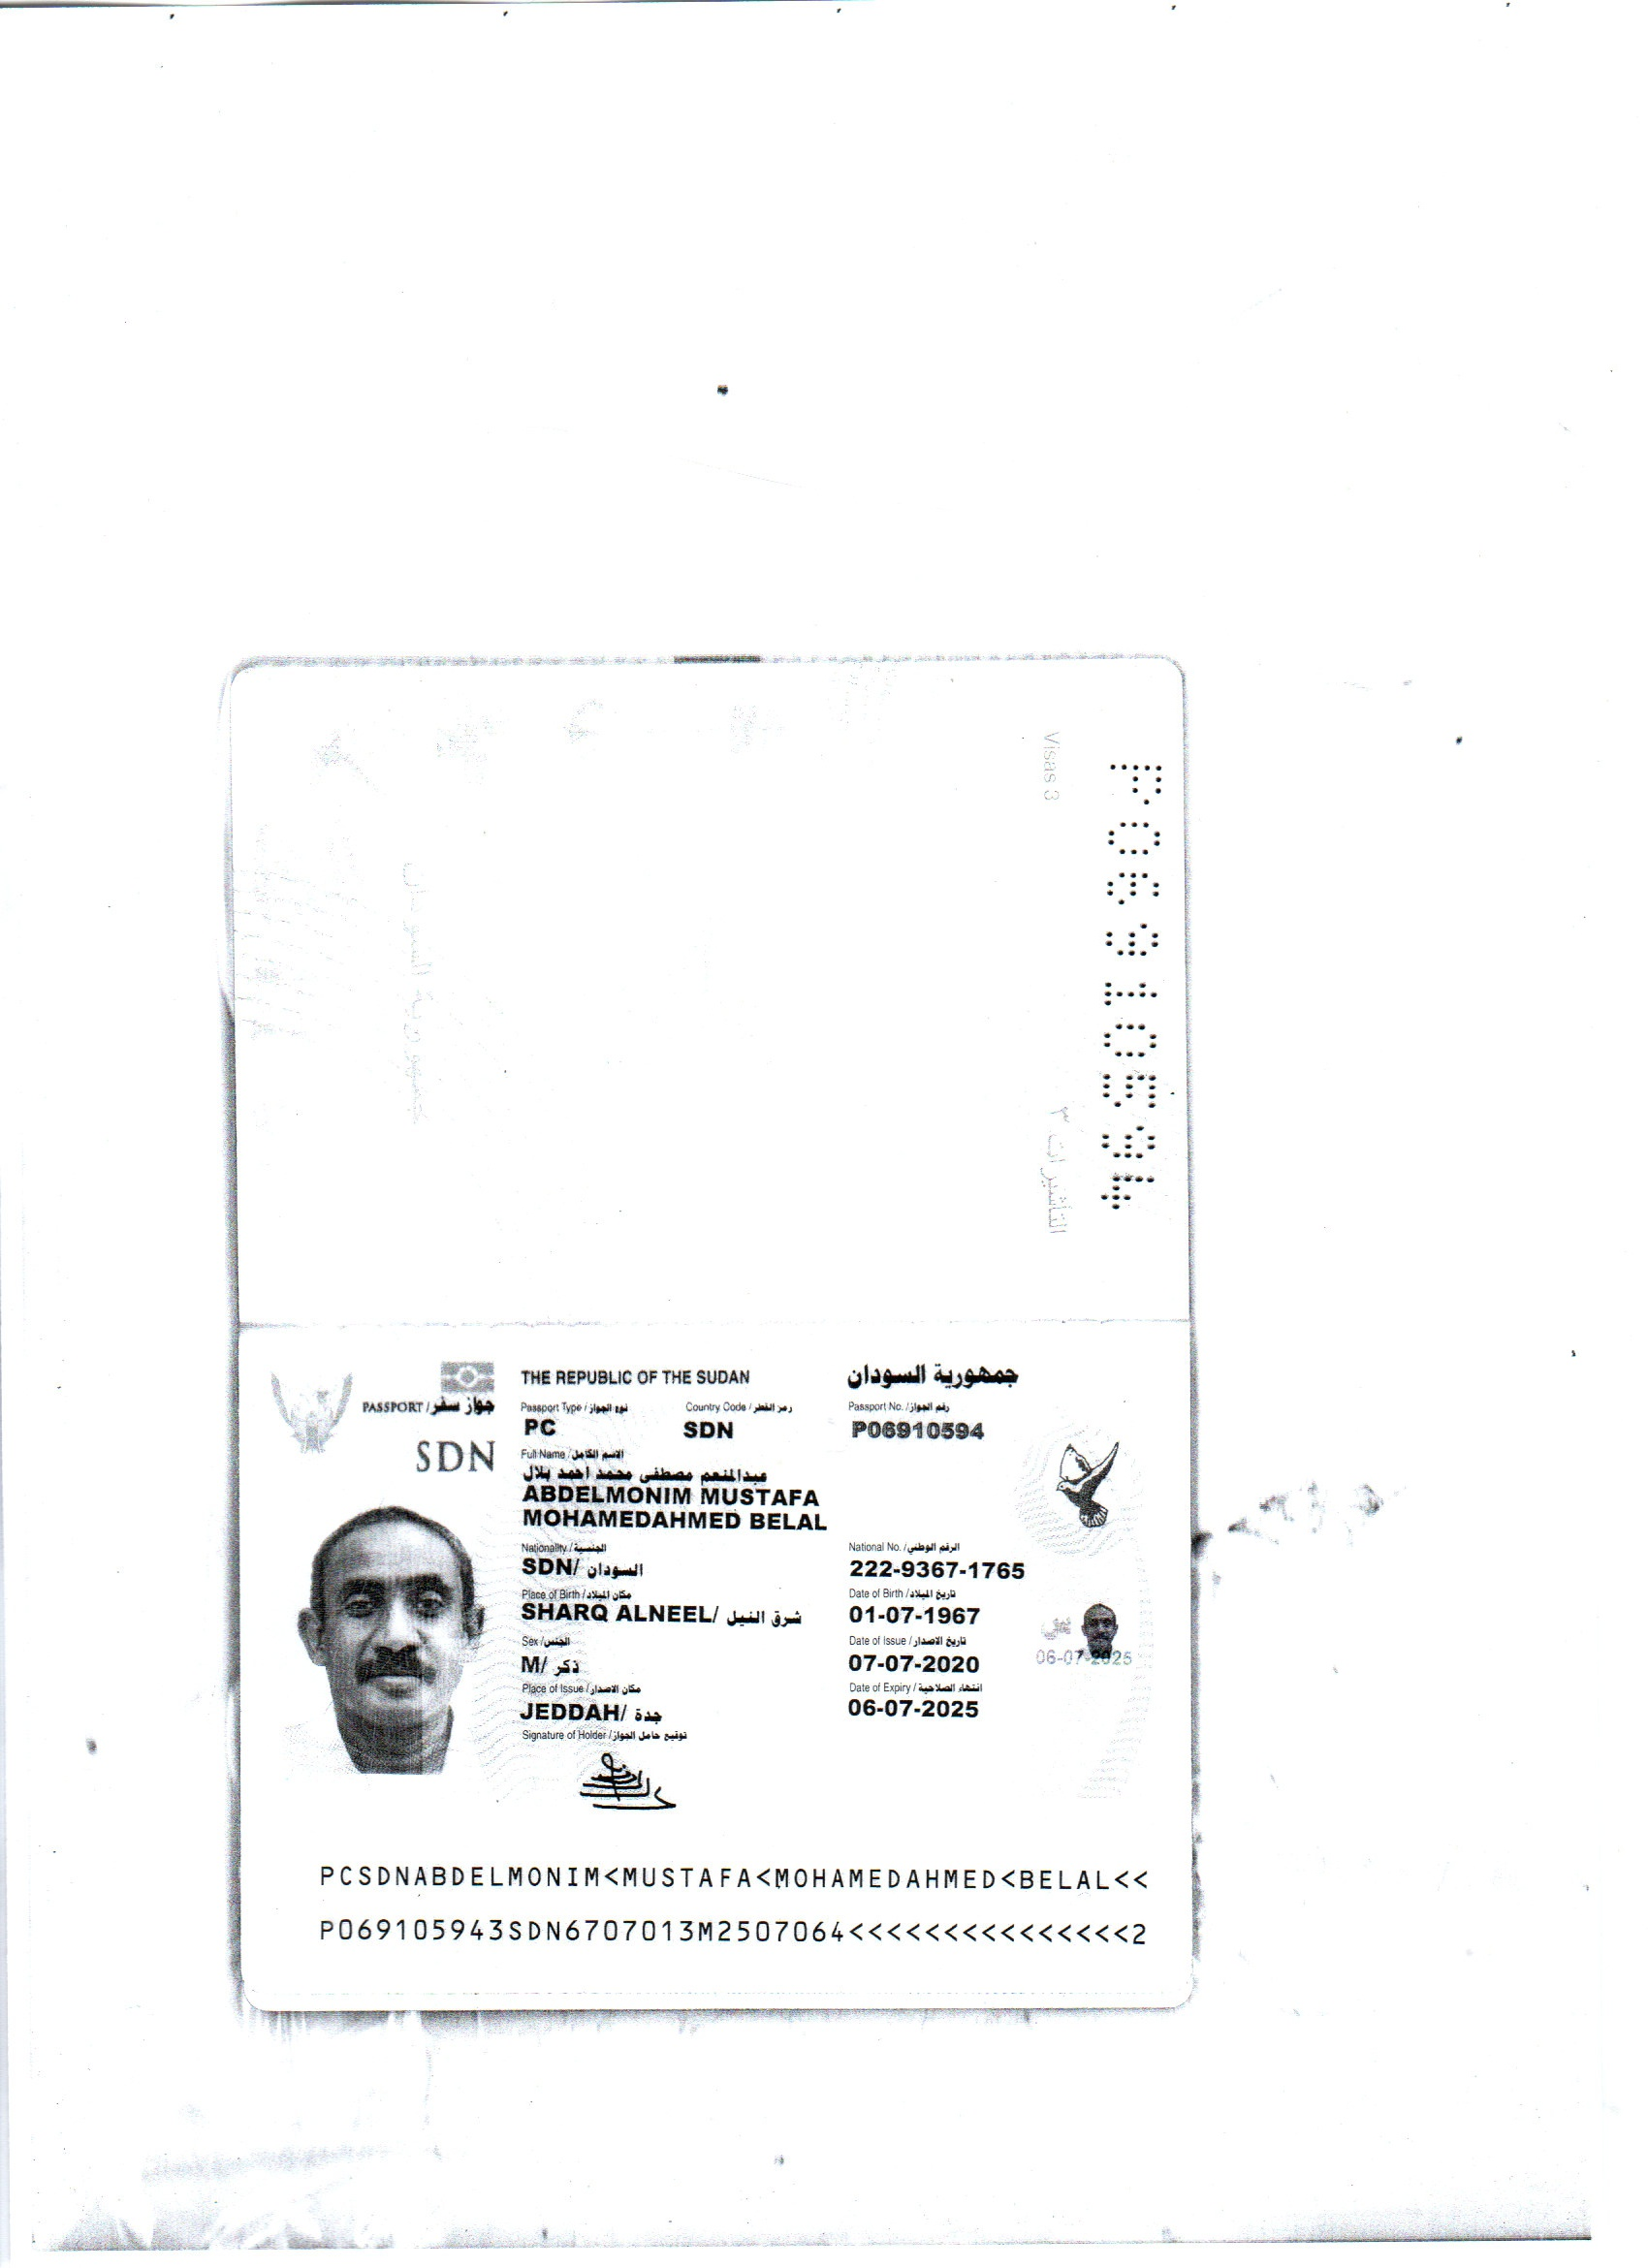 Visas 3
التأشيرات ٣
P06910594
جمهورية السودان
THE REPUBLIC OF THE SUDAN
جمهورية السودان
PASSPORT / جواز سفر
SDN
Passport Type / نوع الجواز
Country Code / رمز القطر
Passport No. / رقم الجواز
PC
SDN
P06910594
Full Name / الاسم الكامل
عبدالمنعم مصطفى محمد احمد بلال
ABDELMONIM MUSTAFA
MOHAMEDAHMED BELAL
Nationality / الجنسية
National No. / الرقم الوطني
SDN/ السودان
222-9367-1765
Place of Birth / مكان الميلاد
Date of Birth / تاريخ الميلاد
SHARQ ALNEEL/ شرق النيل
01-07-1967
Sex / الجنس
Date of Issue / تاريخ الاصدار
M/ ذكر
07-07-2020
06-07-2025
Place of Issue / مكان الاصدار
Date of Expiry / انتهاء الصلاحية
JEDDAH/ جدة
06-07-2025
Signature of Holder / توقيع حامل الجواز
PCSDNABDELMONIM<MUSTAFA<MOHAMEDAHMED<BELAL<<
P069105943SDN6707013M2507064<<<<<<<<<<<<<<<2